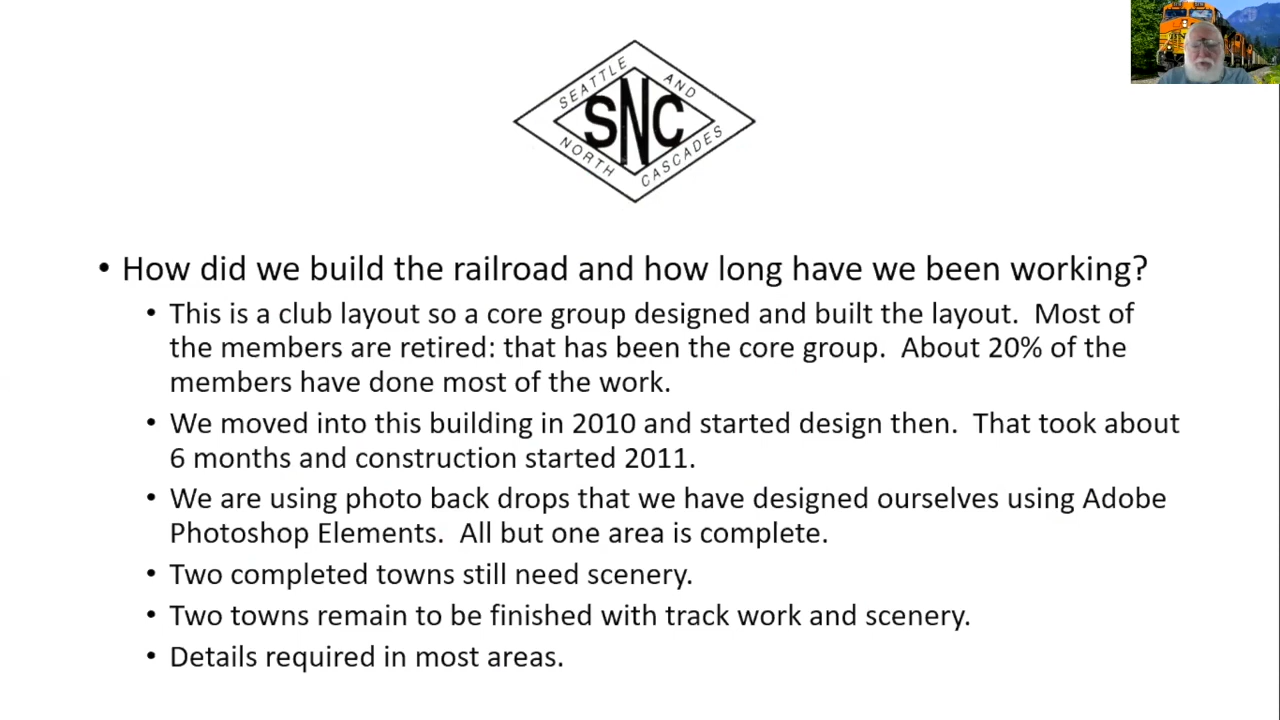 SEATTLE AND
SNC
NORTH CASCADES
• How did we build the railroad and how long have we been working?
• This is a club layout so a core group designed and built the layout.  Most of
the members are retired: that has been the core group.  About 20% of the
members have done most of the work.
• We moved into this building in 2010 and started design then.  That took about
6 months and construction started 2011.
• We are using photo back drops that we have designed ourselves using Adobe
Photoshop Elements.  All but one area is complete.
• Two completed towns still need scenery.
• Two towns remain to be finished with track work and scenery.
• Details required in most areas.